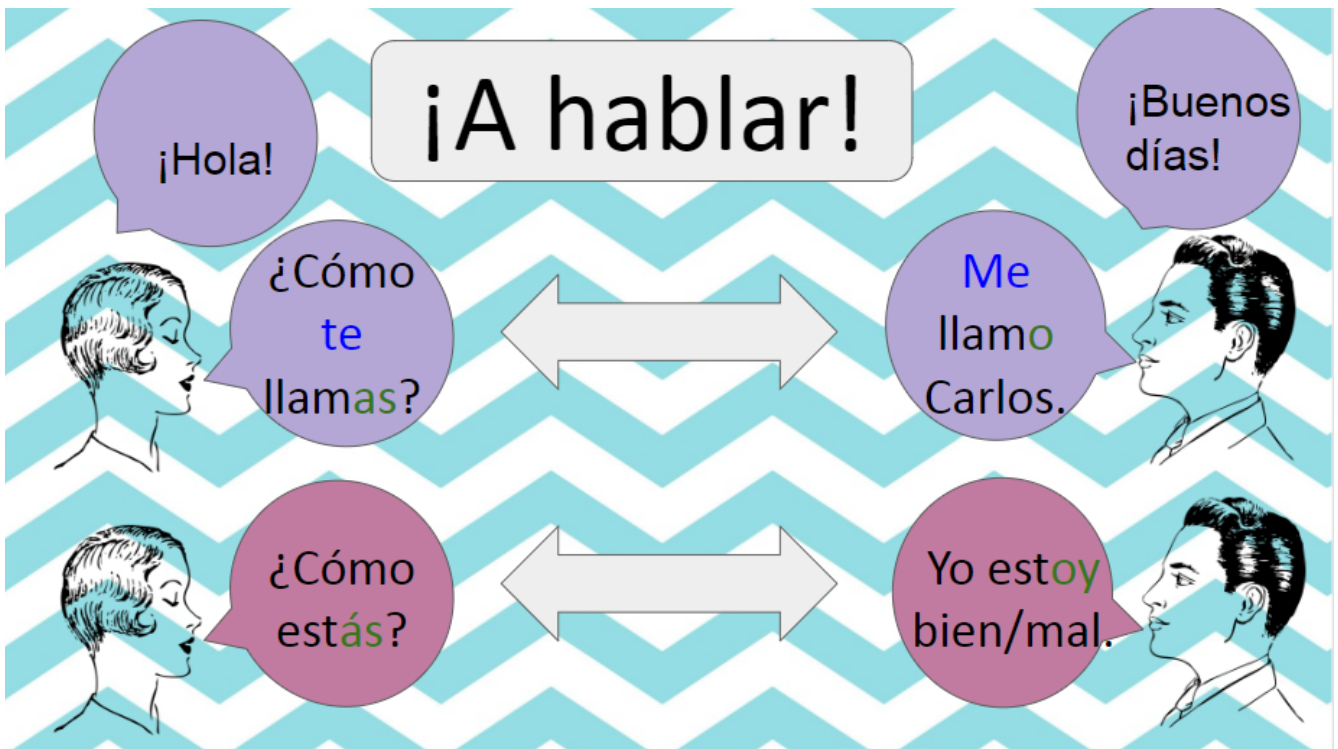 ¡A hablar!
¡Hola!
¡Buenos
días!
¿Cómo
te
llamas?
Me
llamo
Carlos.
¿Cómo
estás?
Yo estoy
bien/mal.